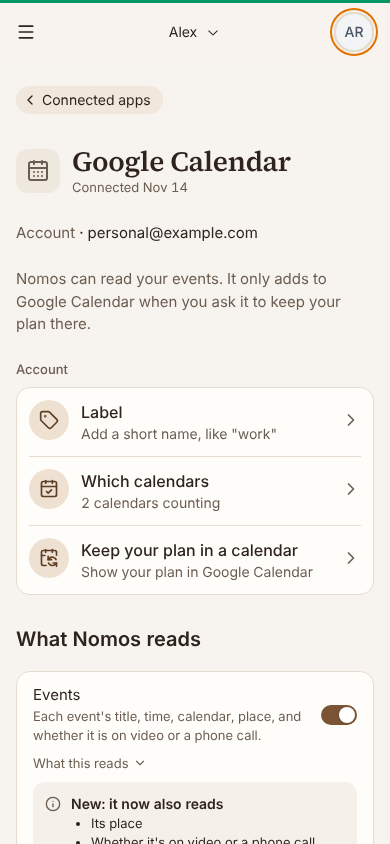 Alex
AR
Connected apps
Google Calendar
Connected Nov 14
Account · personal@example.com
Nomos can read your events. It only adds to
Google Calendar when you ask it to keep your
plan there.
Account
Label
Add a short name, like "work"
Which calendars
2 calendars counting
Keep your plan in a calendar
Show your plan in Google Calendar
What Nomos reads
Events
Each event's title, time, calendar, place, and
whether it is on video or a phone call.
What this reads
New: it now also reads
• Its place
• Whether it's on video or a phone call